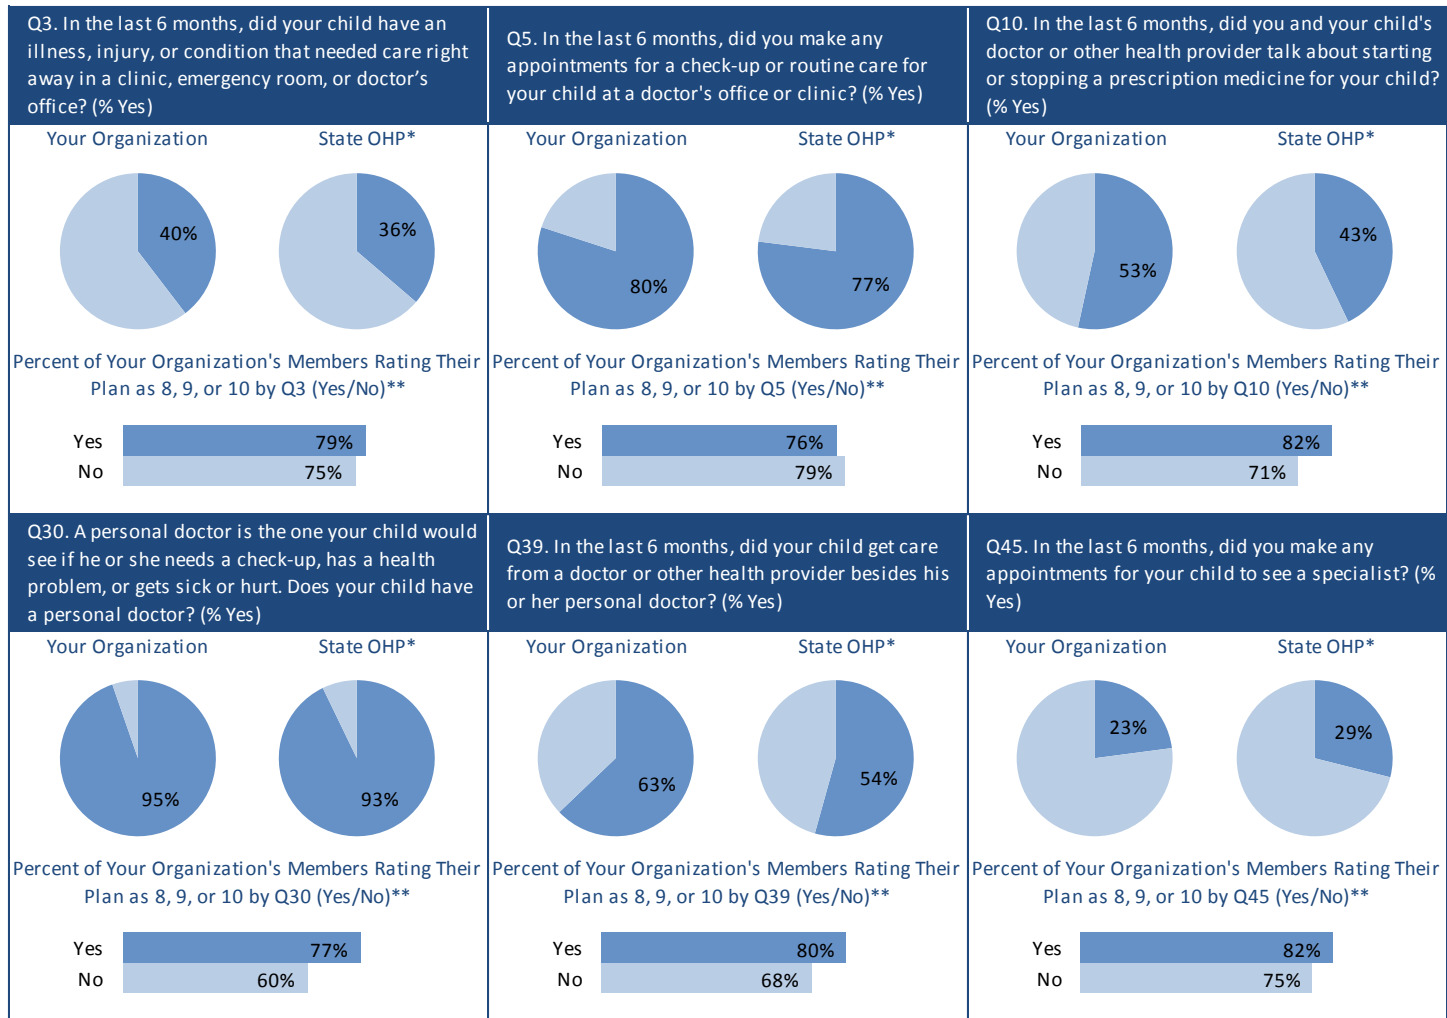 Q3. In the last 6 months, did your child have an
illness, injury, or condition that needed care right
away in a clinic, emergency room, or doctor's
office? (% Yes)
Your Organization
State OHP*
40%
36%
Percent of Your Organization's Members Rating Their
Plan as 8, 9, or 10 by Q3 (Yes/No)**
Yes 79%
No 75%
Q5. In the last 6 months, did you make any
appointments for a check-up or routine care for
your child at a doctor's office or clinic? (% Yes)
Your Organization
State OHP*
80%
77%
Percent of Your Organization's Members Rating Their
Plan as 8, 9, or 10 by Q5 (Yes/No)**
Yes 76%
No 79%
Q10. In the last 6 months, did you and your child's
doctor or other health provider talk about starting
or stopping a prescription medicine for your child?
(% Yes)
Your Organization
State OHP*
53%
43%
Percent of Your Organization's Members Rating Their
Plan as 8, 9, or 10 by Q10 (Yes/No)**
Yes 82%
No 71%
Q30. A personal doctor is the one your child would
see if he or she needs a check-up, has a health
problem, or gets sick or hurt. Does your child have
a personal doctor? (% Yes)
Your Organization
State OHP*
95%
93%
Percent of Your Organization's Members Rating Their
Plan as 8, 9, or 10 by Q30 (Yes/No)**
Yes 77%
No 60%
Q39. In the last 6 months, did your child get care
from a doctor or other health provider besides his
or her personal doctor? (% Yes)
Your Organization
State OHP*
63%
54%
Percent of Your Organization's Members Rating Their
Plan as 8, 9, or 10 by Q39 (Yes/No)**
Yes 80%
No 68%
Q45. In the last 6 months, did you make any
appointments for your child to see a specialist? (%
Yes)
Your Organization
State OHP*
23%
29%
Percent of Your Organization's Members Rating Their
Plan as 8, 9, or 10 by Q45 (Yes/No)**
Yes 82%
No 75%